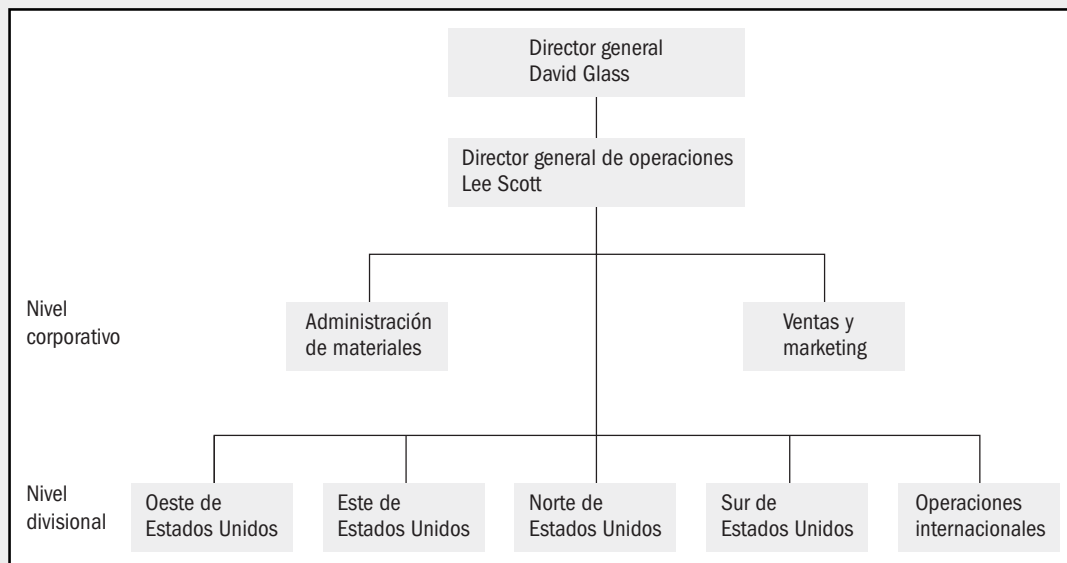 Director general
David Glass
Director general de operaciones
Lee Scott
Nivel
corporativo
Administración
de materiales
Ventas y
marketing
Nivel
divisional
Oeste de
Estados Unidos
Este de
Estados Unidos
Norte de
Estados Unidos
Sur de
Estados Unidos
Operaciones
internacionales